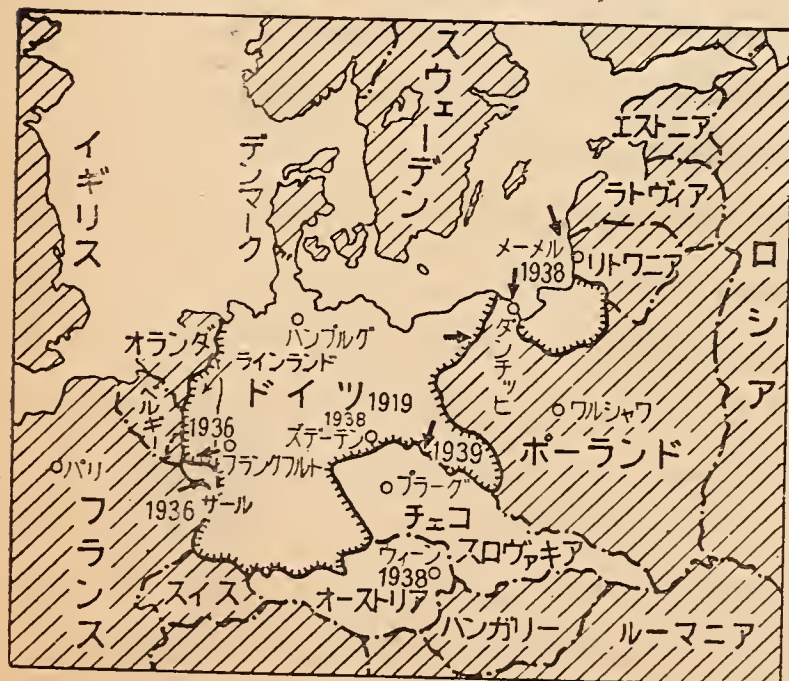 スウェーデン
イギリス
デンマーク
エストニア
ラトヴィア
メーメル
1938
リトワニア
ロシア
オランダ
ハンブルグ
ダンチッヒ
ラインランド
ベルギー
ドイツ 1919
1936
1938
ズデーテン
1939
ワルシャワ
ポーランド
フランクフルト
パリ
1936
ザール
プラーグ
チェコ
フランス
スロヴァキア
ウィーン
1938
スイス
オーストリア
ハンガリー
ルーマニア